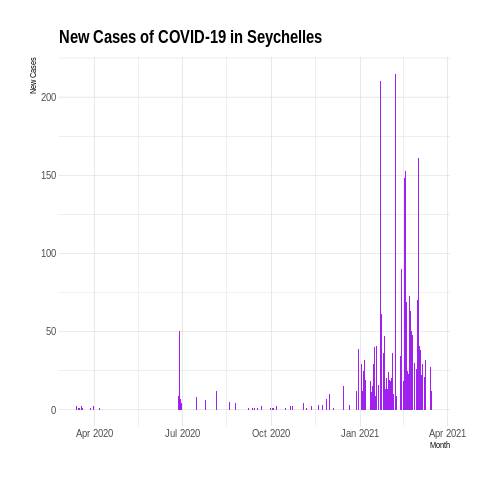 New Cases of COVID-19 in Seychelles
New Cases
200
150
100
50
0
Apr 2020 Jul 2020 Oct 2020 Jan 2021 Apr 2021
Month